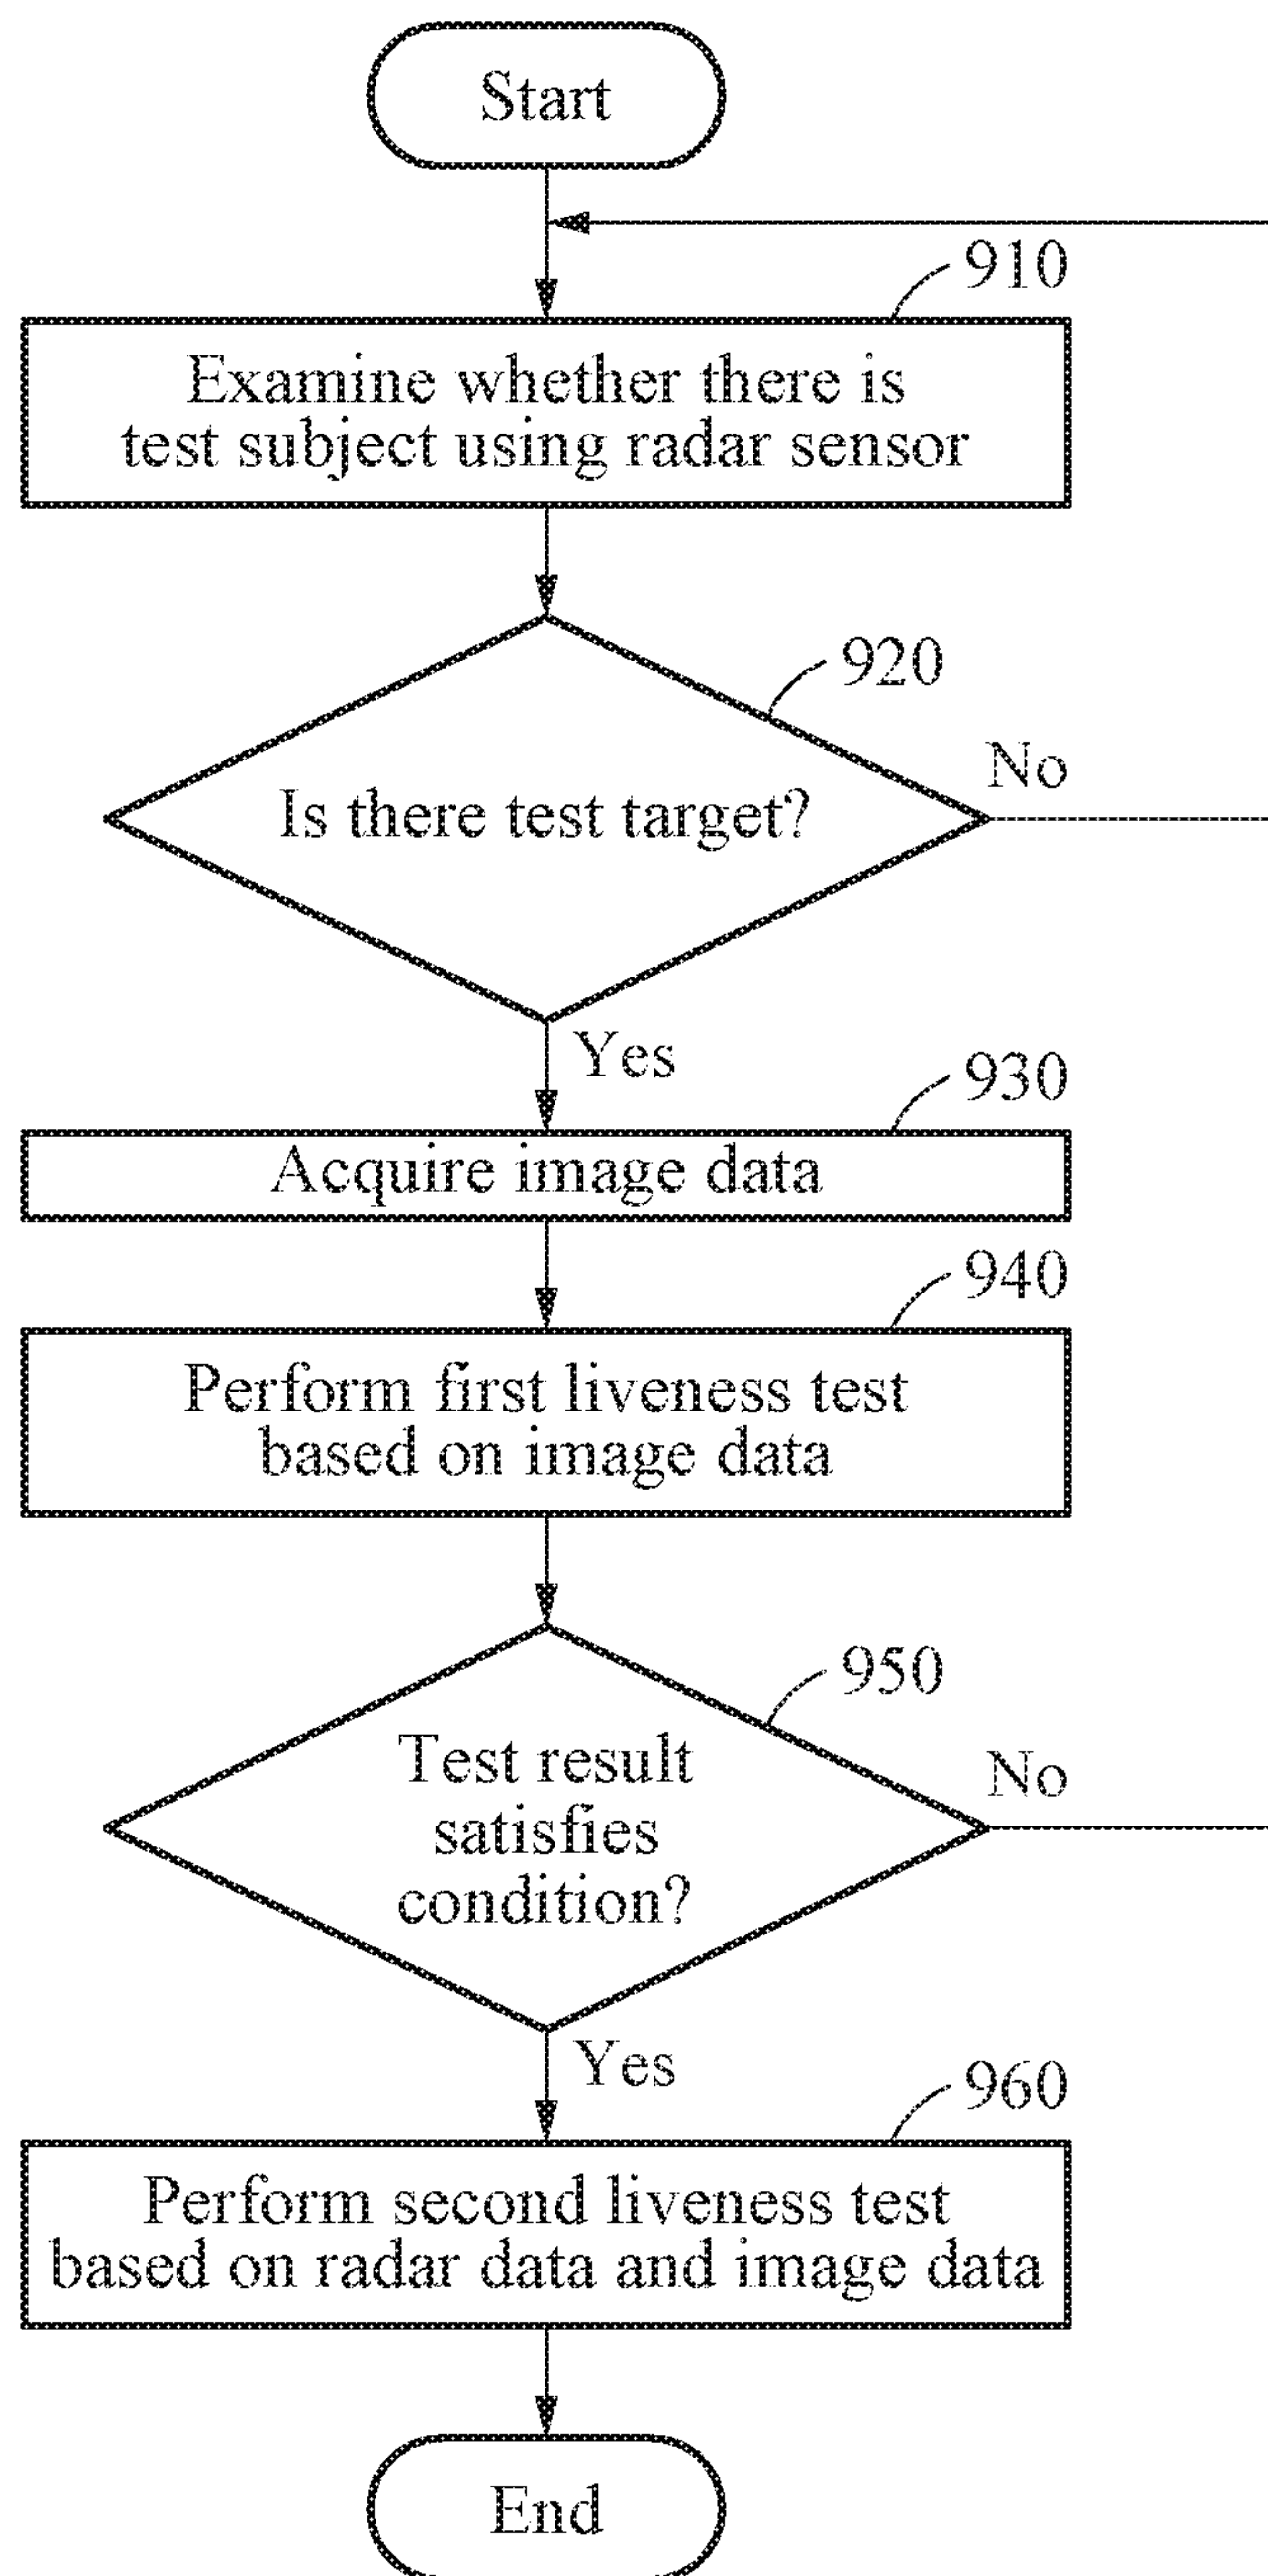 Start
910
Examine whether there is
test subject using radar sensor
920
Is there test target?
No
Yes
930
Acquire image data
940
Perform first liveness test
based on image data
950
Test result
satisfies
condition?
No
Yes
960
Perform second liveness test
based on radar data and image data
End